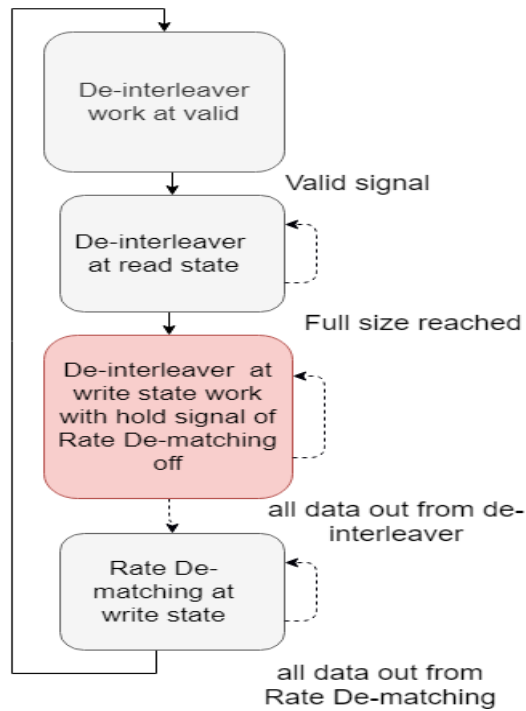 De-interleaver
work at valid
Valid signal
De-interleaver
at read state
Full size reached
De-interleaver at
write state work
with hold signal of
Rate De-matching
off
all data out from de-
interleaver
Rate De-
matching at
write state
all data out from
Rate De-matching